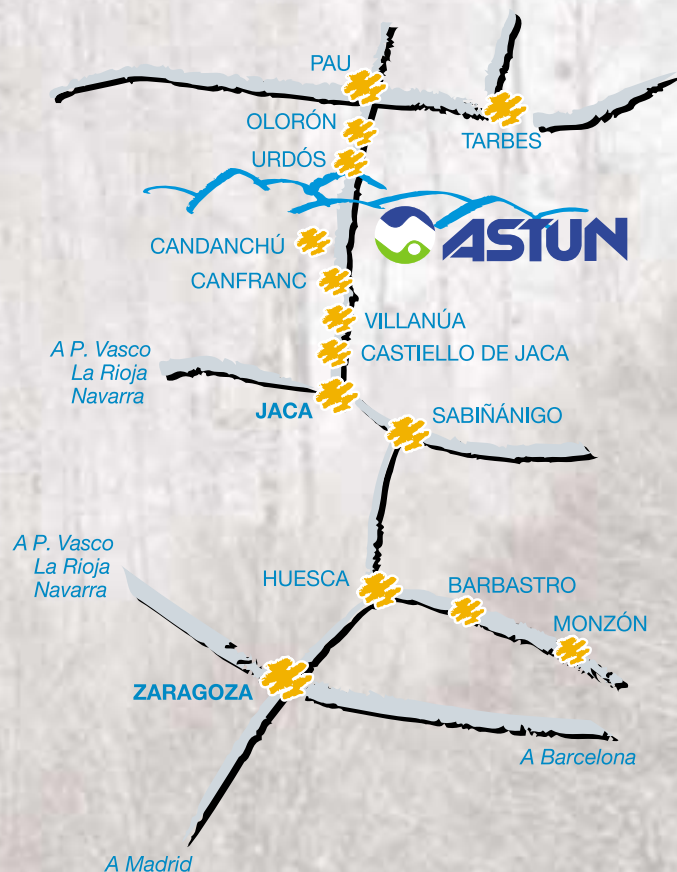 PAU
OLORÓN
TARBES
URDÓS
ASTUN
CANDANCHÚ
CANFRANC
VILLANÚA
A P. Vasco
La Rioja
Navarra
CASTIELLO DE JACA
JACA
SABIÑÁNIGO
A P. Vasco
La Rioja
Navarra
HUESCA
BARBASTRO
MONZÓN
ZARAGOZA
A Barcelona
A Madrid